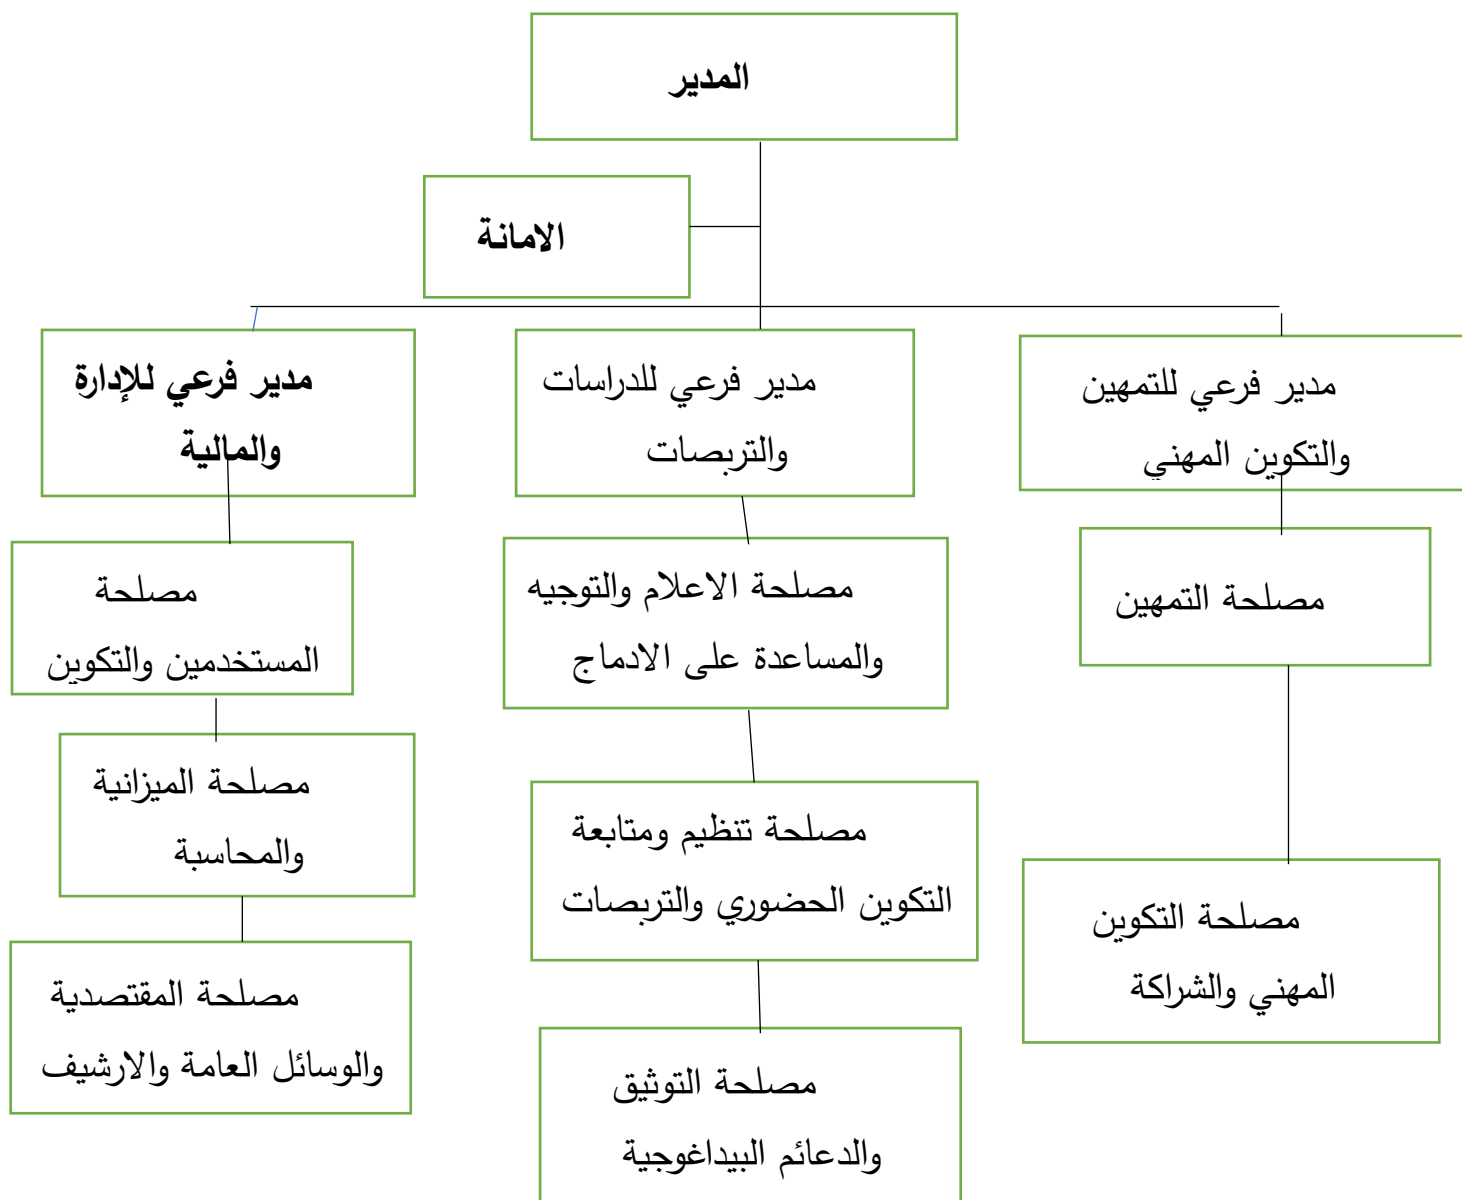 المدير
الامانة
مدير فرعي للتمهين
والتكوين المهني
مدير فرعي للدراسات
والتربصات
مدير فرعي للإدارة
والمالية
مصلحة التمهين
مصلحة التكوين
المهني والشراكة
مصلحة الاعلام والتوجيه
والمساعدة على الادماج
مصلحة تنظيم ومتابعة
التكوين الحضوري والتربصات
مصلحة التوثيق
والدعائم البيداغوجية
مصلحة
المستخدمين والتكوين
مصلحة الميزانية
والمحاسبة
مصلحة المقتصدية
والوسائل العامة والارشيف